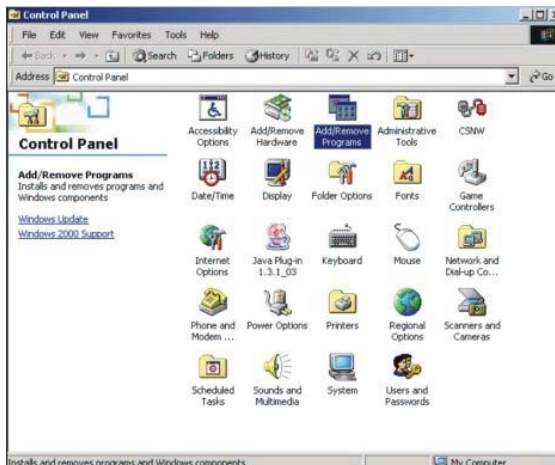 Control Panel
File Edit View Favorites Tools Help
Back Search Folders History
Address Control Panel Go
Control Panel
Add/Remove Programs
Installs and removes programs and
Windows components
Windows Update
Windows 2000 Support
Accessibility
Options
Add/Remove
Hardware
Add/Remove
Programs
Administrative
Tools
CSNW
Date/Time
Display
Folder Options
Fonts
Game
Controllers
Internet
Options
Java Plug-in
1.3.1_03
Keyboard
Mouse
Network and
Dial-up Co...
Phone and
Modem ...
Power Options
Printers
Regional
Options
Scanners and
Cameras
Scheduled
Tasks
Sounds and
Multimedia
System
Users and
Passwords
Installs and removes programs and Windows components My Computer